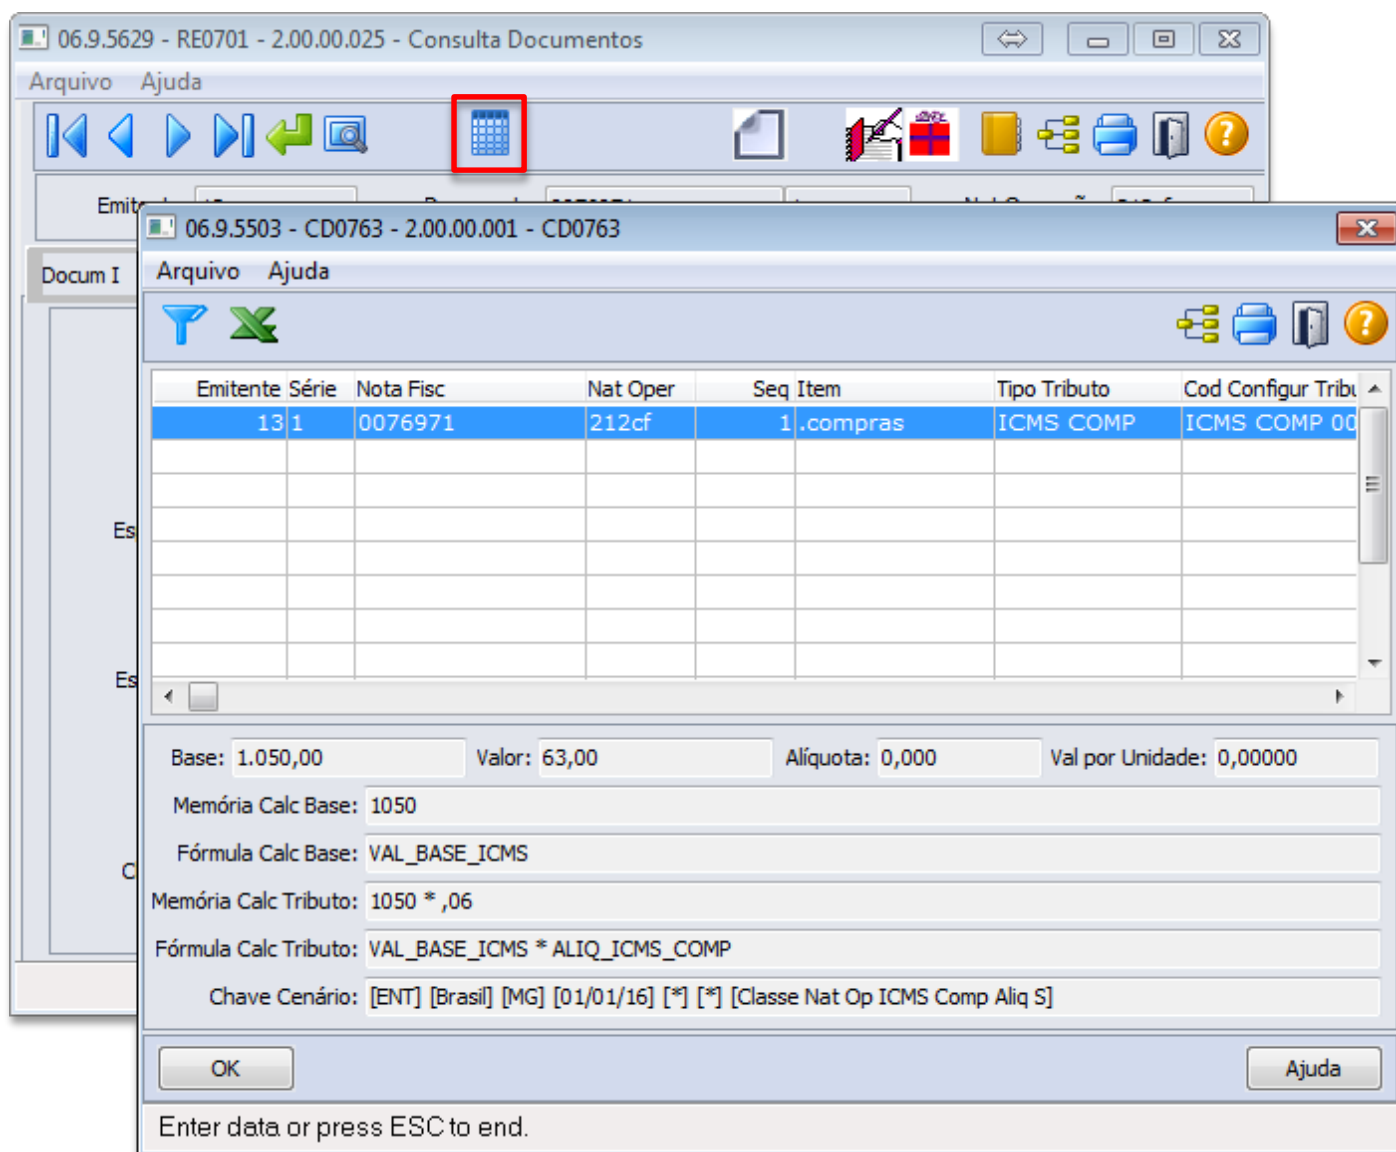 06.9.5629 - RE0701 - 2.00.00.025 - Consulta Documentos
Arquivo Ajuda
Docum I
06.9.5503 - CD0763 - 2.00.00.001 - CD0763
Arquivo Ajuda
Emitente Série Nota Fisc Nat Oper Seq Item Tipo Tributo Cod Configur
13 1 0076971 212cf 1 .compras ICMS COMP ICMS COMP 00
Base: 1.050,00 Valor: 63,00 Alíquota: 0,000 Val por Unidade: 0,00000
Memória Calc Base: 1050
Fórmula Calc Base: VAL_BASE_ICMS
Memória Calc Tributo: 1050 * ,06
Fórmula Calc Tributo: VAL_BASE_ICMS * ALIQ_ICMS_COMP
Chave Cenário: [ENT] [Brasil] [MG] [01/01/16] [*] [*] [Classe Nat Op ICMS Comp Aliq S]
OK Ajuda
Enter data or press ESC to end.